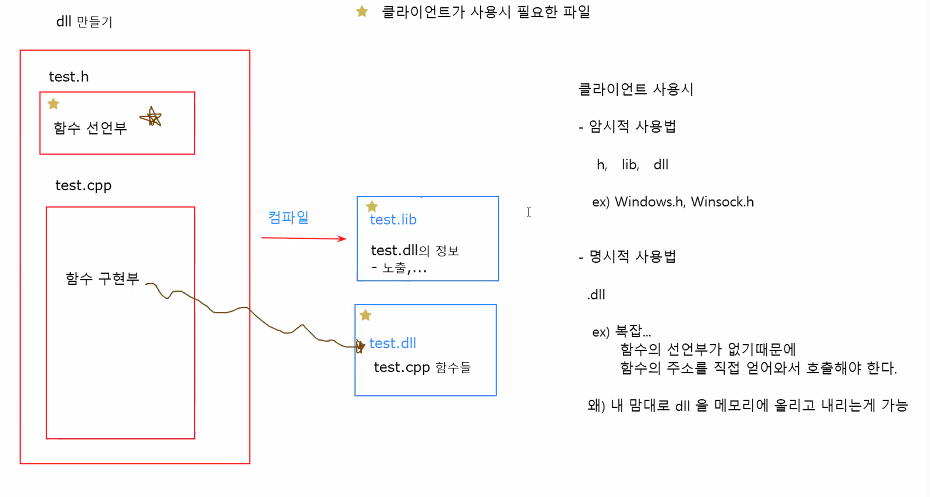 dll 만들기
★ 클라이언트가 사용시 필요한 파일
test.h
함수 선언부
test.cpp
함수 구현부
컴파일
test.lib
test.dll의 정보
- 노출,...
test.dll
test.cpp 함수들
클라이언트 사용시
- 암시적 사용법
h, lib, dll
ex) Windows.h, Winsock.h
- 명시적 사용법
.dll
ex) 복잡...
함수의 선언부가 없기때문에
함수의 주소를 직접 얻어와서 호출해야 한다.
왜) 내 맘대로 dll 을 메모리에 올리고 내리는게 가능